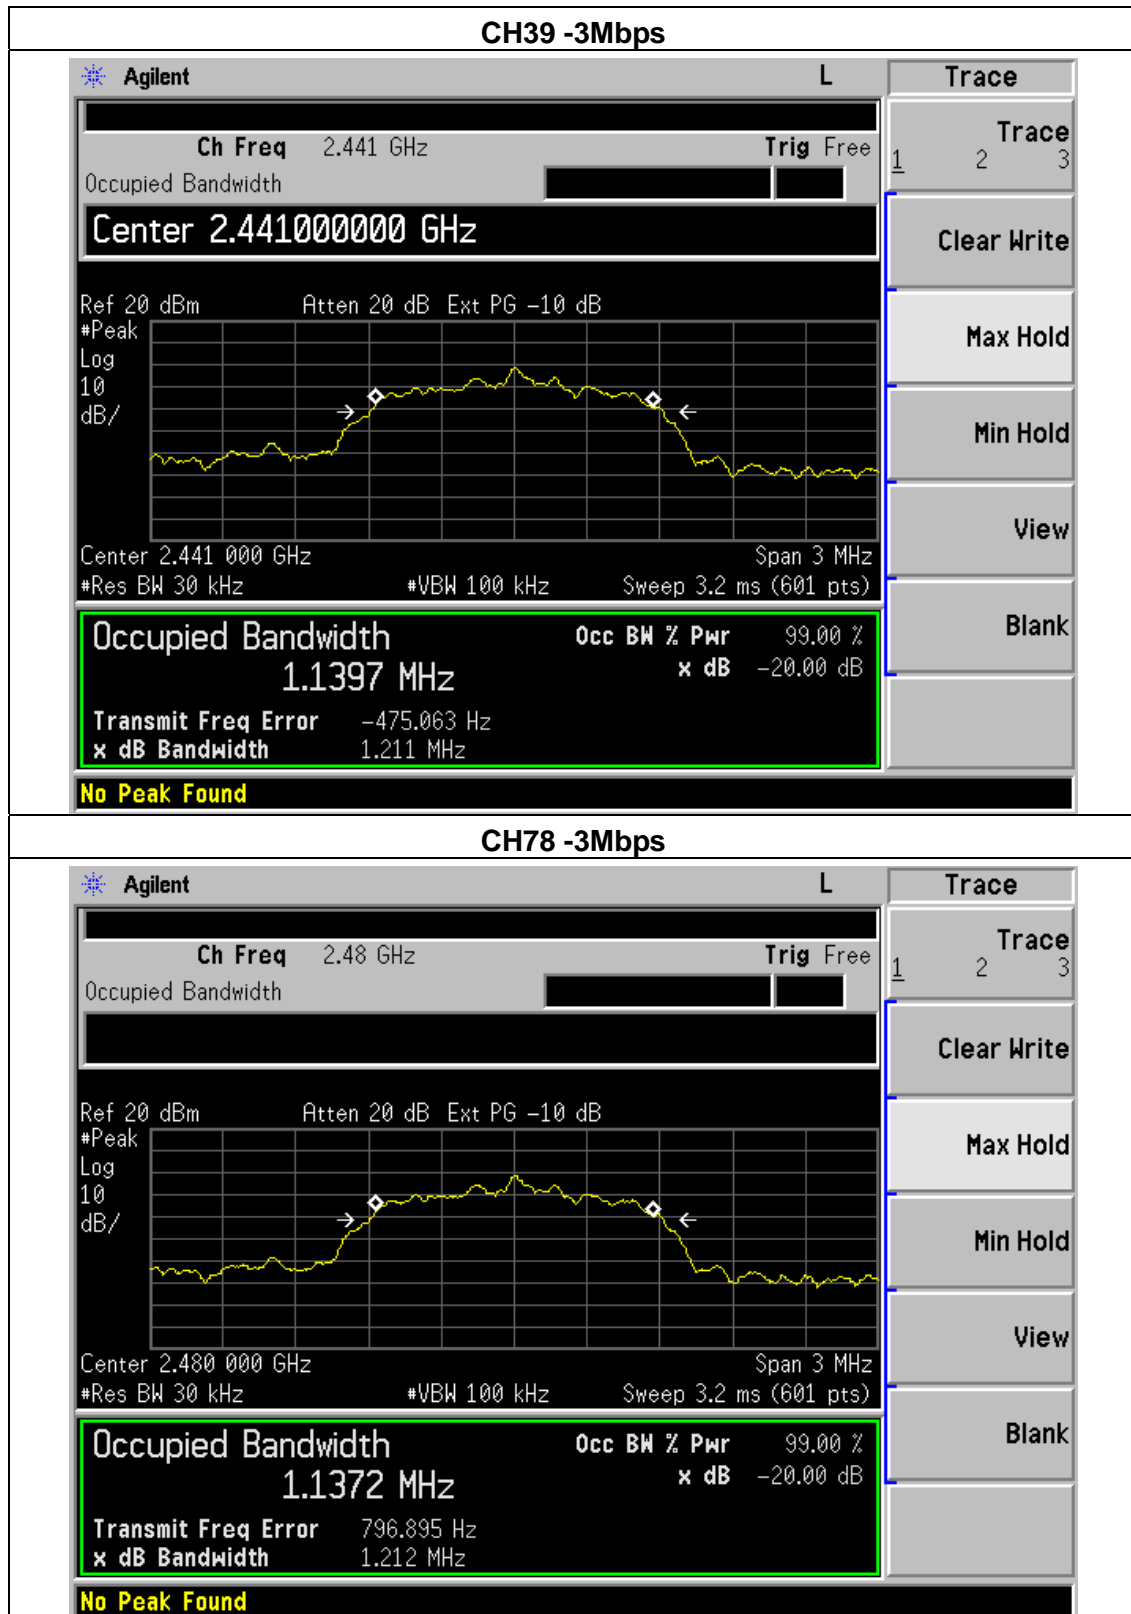 CH39 -3Mbps
Agilent L Trace
Ch Freq 2.441 GHz Trig Free
Occupied Bandwidth
Center 2.441000000 GHz
Ref 20 dBm Atten 20 dB Ext PG -10 dB
#Peak
Log
10
dB/
Center 2.441 000 GHz Span 3 MHz
#Res BW 30 kHz #VBW 100 kHz Sweep 3.2 ms (601 pts)
Occupied Bandwidth Occ BW % Pwr 99.00 %
1.1397 MHz x dB -20.00 dB
Transmit Freq Error -475.063 Hz
x dB Bandwidth 1.211 MHz
No Peak Found
Trace
1 2 3
Clear Write
Max Hold
Min Hold
View
Blank
CH78 -3Mbps
Agilent L Trace
Ch Freq 2.48 GHz Trig Free
Occupied Bandwidth
Ref 20 dBm Atten 20 dB Ext PG -10 dB
#Peak
Log
10
dB/
Center 2.480 000 GHz Span 3 MHz
#Res BW 30 kHz #VBW 100 kHz Sweep 3.2 ms (601 pts)
Occupied Bandwidth Occ BW % Pwr 99.00 %
1.1372 MHz x dB -20.00 dB
Transmit Freq Error 796.895 Hz
x dB Bandwidth 1.212 MHz
No Peak Found
Trace
1 2 3
Clear Write
Max Hold
Min Hold
View
Blank